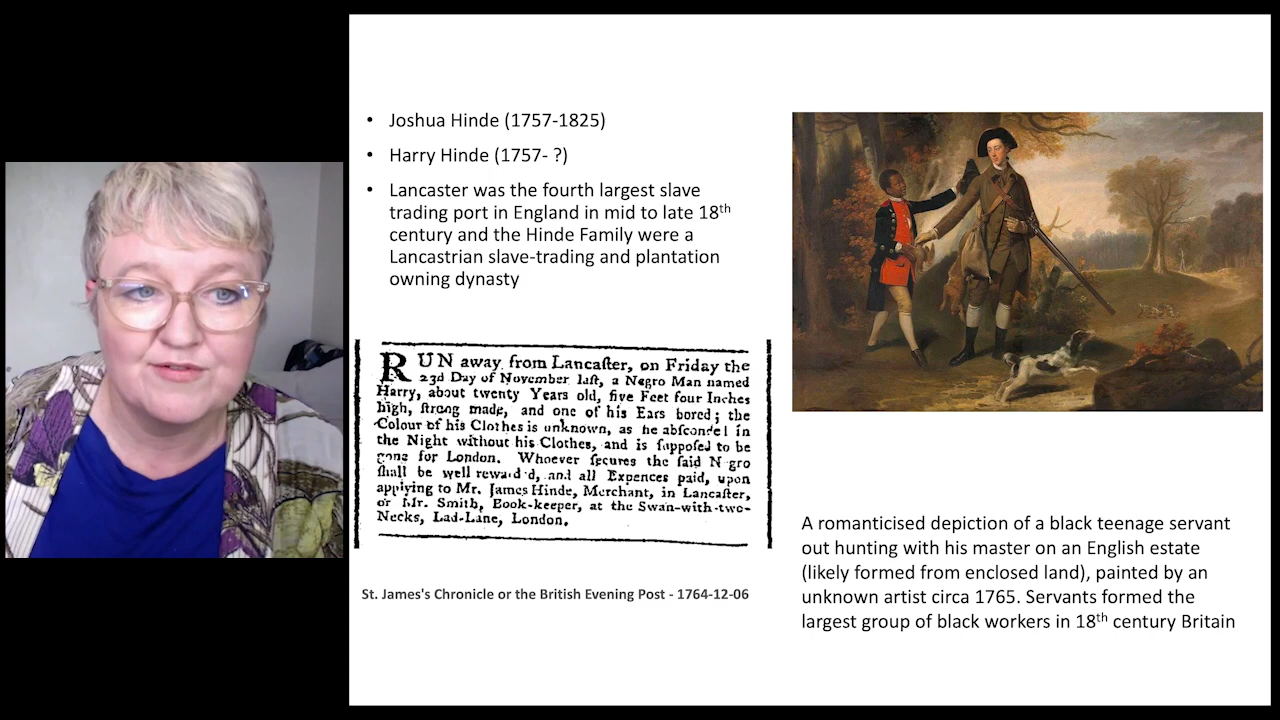 • Joshua Hinde (1757-1825)
• Harry Hinde (1757- ?)
• Lancaster was the fourth largest slave
trading port in England in mid to late 18th
century and the Hinde Family were a
Lancastrian slave-trading and plantation
owning dynasty
RUN away from Lancaſter, on Friday the
23d Day of November laſt, a Negro Man named
Harry, about twenty Years old, five Feet four Inches
high, ſtrong made, and one of his Ears bored; the
Colour of his Clothes is unknown, as he abſconde l in
the Night without his Clothes, and is ſuppoſed to be
gone for London. Whoever ſecures the ſaid N gro
ſhall be well reward d, and all Expences paid, upon
applying to Mr. James Hinde, Merchant, in Lancaſter,
or Mr. Smith, Book-keeper, at the Swan-with-two-
Necks, Lad-Lane, London.
St. James's Chronicle or the British Evening Post - 1764-12-06
A romanticised depiction of a black teenage servant
out hunting with his master on an English estate
(likely formed from enclosed land), painted by an
unknown artist circa 1765. Servants formed the
largest group of black workers in 18th century Britain